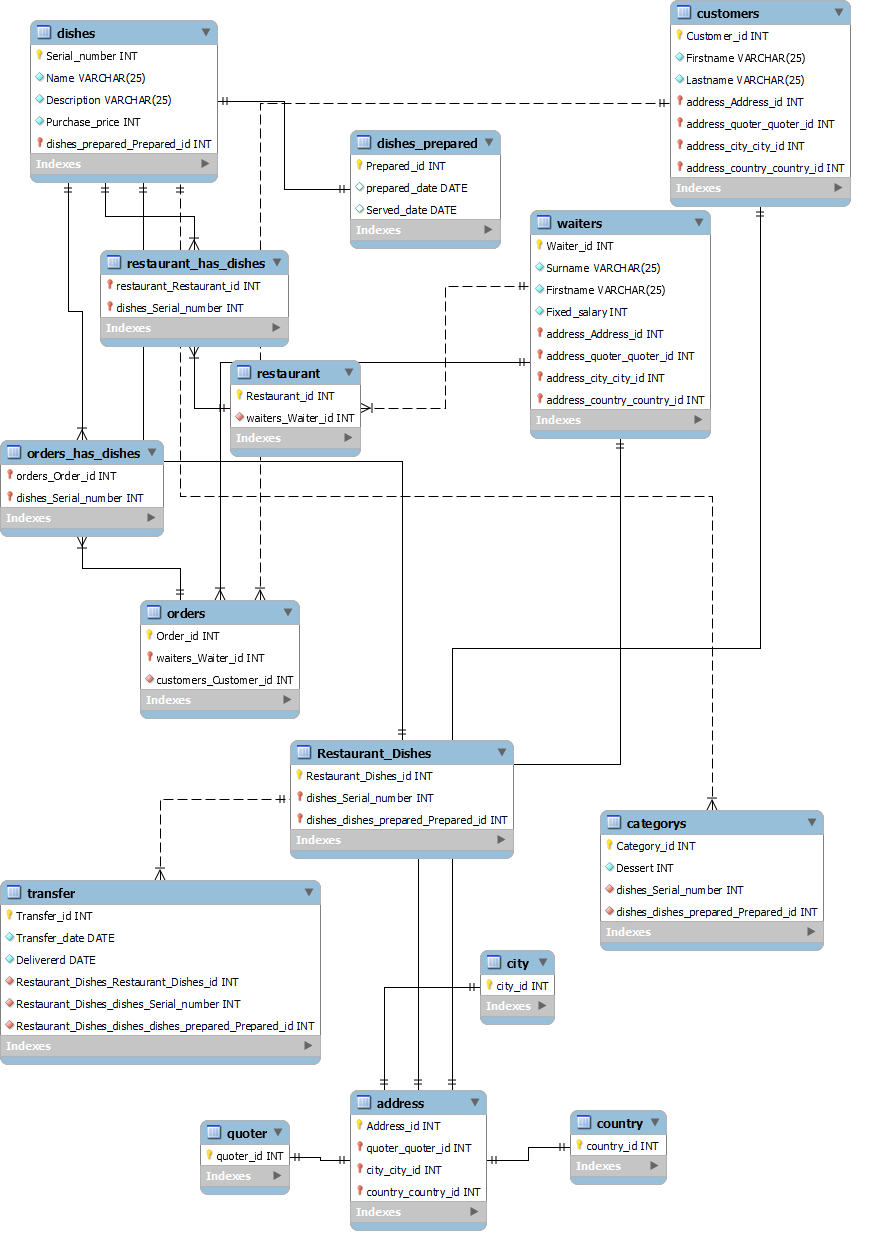 dishes
Serial_number INT
Name VARCHAR(25)
Description VARCHAR(25)
Purchase_price INT
dishes_prepared_Prepared_id INT
Indexes
customers
Customer_id INT
Firstname VARCHAR(25)
Lastname VARCHAR(25)
address_Address_id INT
address_quoter_quoter_id INT
address_city_city_id INT
address_country_country_id INT
Indexes
dishes_prepared
Prepared_id INT
prepared_date DATE
Served_date DATE
Indexes
waiters
Waiter_id INT
Surname VARCHAR(25)
Firstname VARCHAR(25)
Fixed_salary INT
address_Address_id INT
address_quoter_quoter_id INT
address_city_city_id INT
address_country_country_id INT
Indexes
restaurant_has_dishes
restaurant_Restaurant_id INT
dishes_Serial_number INT
Indexes
restaurant
Restaurant_id INT
waiters_Waiter_id INT
Indexes
orders_has_dishes
orders_Order_id INT
dishes_Serial_number INT
Indexes
orders
Order_id INT
waiters_Waiter_id INT
customers_Customer_id INT
Indexes
Restaurant_Dishes
Restaurant_Dishes_id INT
dishes_Serial_number INT
dishes_dishes_prepared_Prepared_id INT
Indexes
categorys
Category_id INT
Dessert INT
dishes_Serial_number INT
dishes_dishes_prepared_Prepared_id INT
Indexes
transfer
Transfer_id INT
Transfer_date DATE
Delivererd DATE
Restaurant_Dishes_Restaurant_Dishes_id INT
Restaurant_Dishes_dishes_Serial_number INT
Restaurant_Dishes_dishes_dishes_prepared_Prepared_id INT
Indexes
city
city_id INT
Indexes
address
Address_id INT
quoter_quoter_id INT
city_city_id INT
country_country_id INT
Indexes
quoter
quoter_id INT
Indexes
country
country_id INT
Indexes